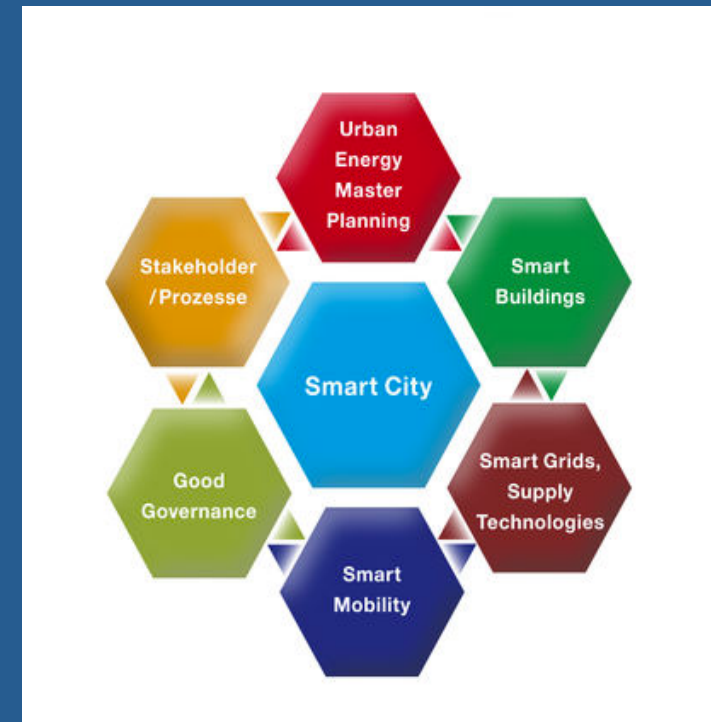 Urban
Energy
Master
Planning
Stakeholder
/Prozesse
Smart
Buildings
Smart City
Good
Governance
Smart Grids,
Supply
Technologies
Smart
Mobility